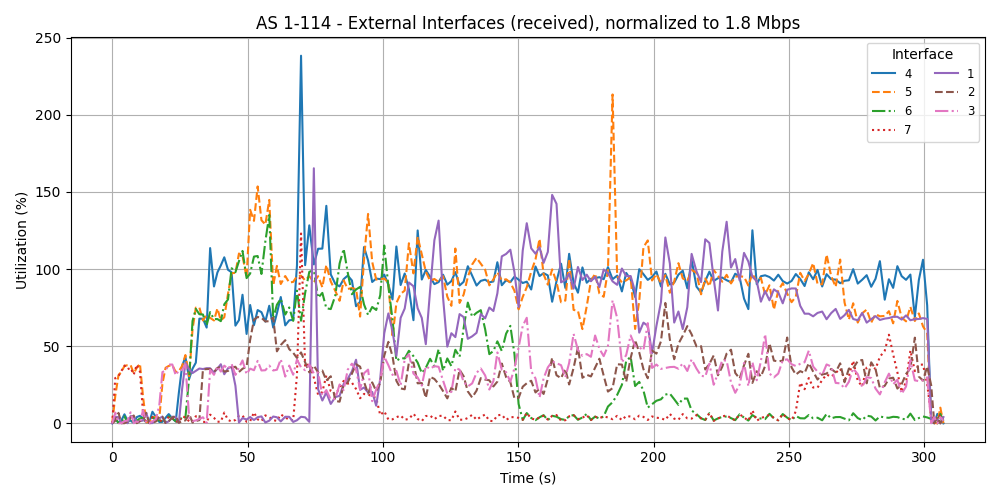 AS 1-114 - External Interfaces (received), normalized to 1.8 Mbps
Utilization (%)
250
200
150
100
50
0
0 50 100 150 200 250 300
Time (s)
Interface
4 1
5 2
6 3
7